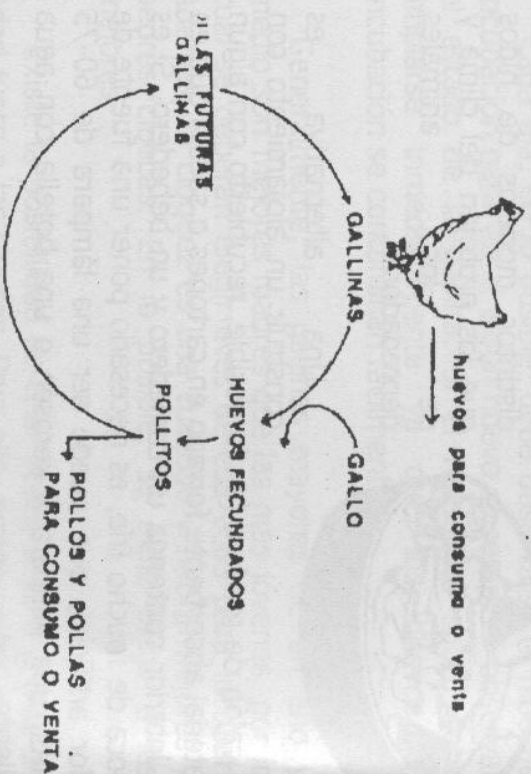 huevos para consumo o venta
GALLINAS
GALLO
HUEVOS FECUNDADOS
POLLITOS
POLLOS Y POLLAS
PARA CONSUMO O VENTA
"LAS FUTURAS
GALLINAS